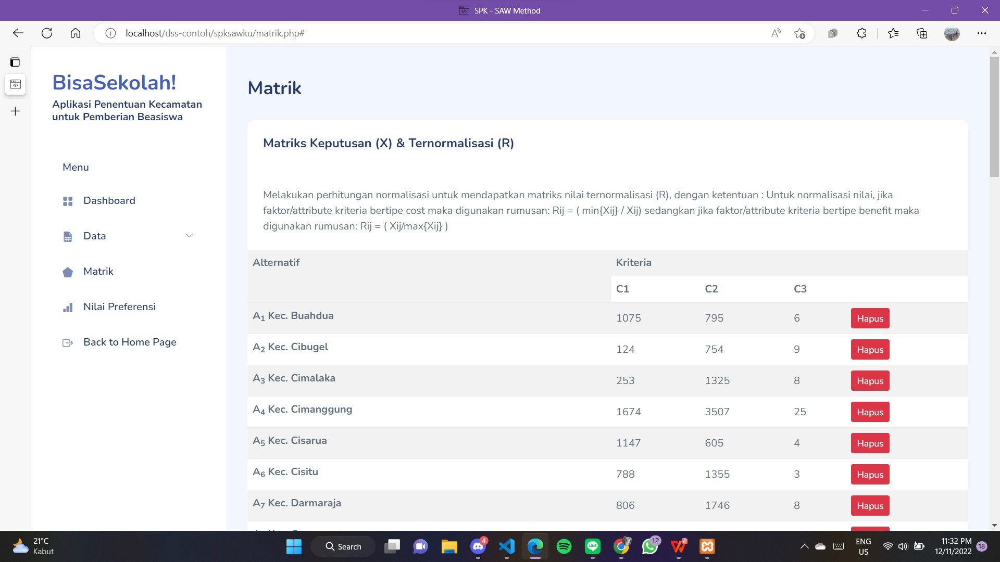 SPK - SAW Method
localhost/dss-contoh/spksawku/matrik.php#
BisaSekolah!
Aplikasi Penentuan Kecamatan
untuk Pemberian Beasiswa
Menu
Dashboard
Data
Matrik
Nilai Preferensi
Back to Home Page
Matrik
Matriks Keputusan (X) & Ternormalisasi (R)
Melakukan perhitungan normalisasi untuk mendapatkan matriks nilai ternormalisasi (R), dengan ketentuan : Untuk normalisasi nilai, jika
faktor/attribute kriteria bertipe cost maka digunakan rumusan: Rij = ( min{Xij} / Xij) sedangkan jika faktor/attribute kriteria bertipe benefit maka
digunakan rumusan: Rij = ( Xij/max{Xij} )
Alternatif Kriteria
C1 C2 C3
A1 Kec. Buahdua 1075 795 6 Hapus
A2 Kec. Cibugel 124 754 9 Hapus
A3 Kec. Cimalaka 253 1325 8 Hapus
A4 Kec. Cimanggung 1674 3507 25 Hapus
A5 Kec. Cisarua 1147 605 4 Hapus
A6 Kec. Cisitu 788 1355 3 Hapus
A7 Kec. Darmaraja 806 1746 8 Hapus
21°C
Kabut
Search
4
LINE
12
ENG
US
11:32 PM
12/11/2022
18